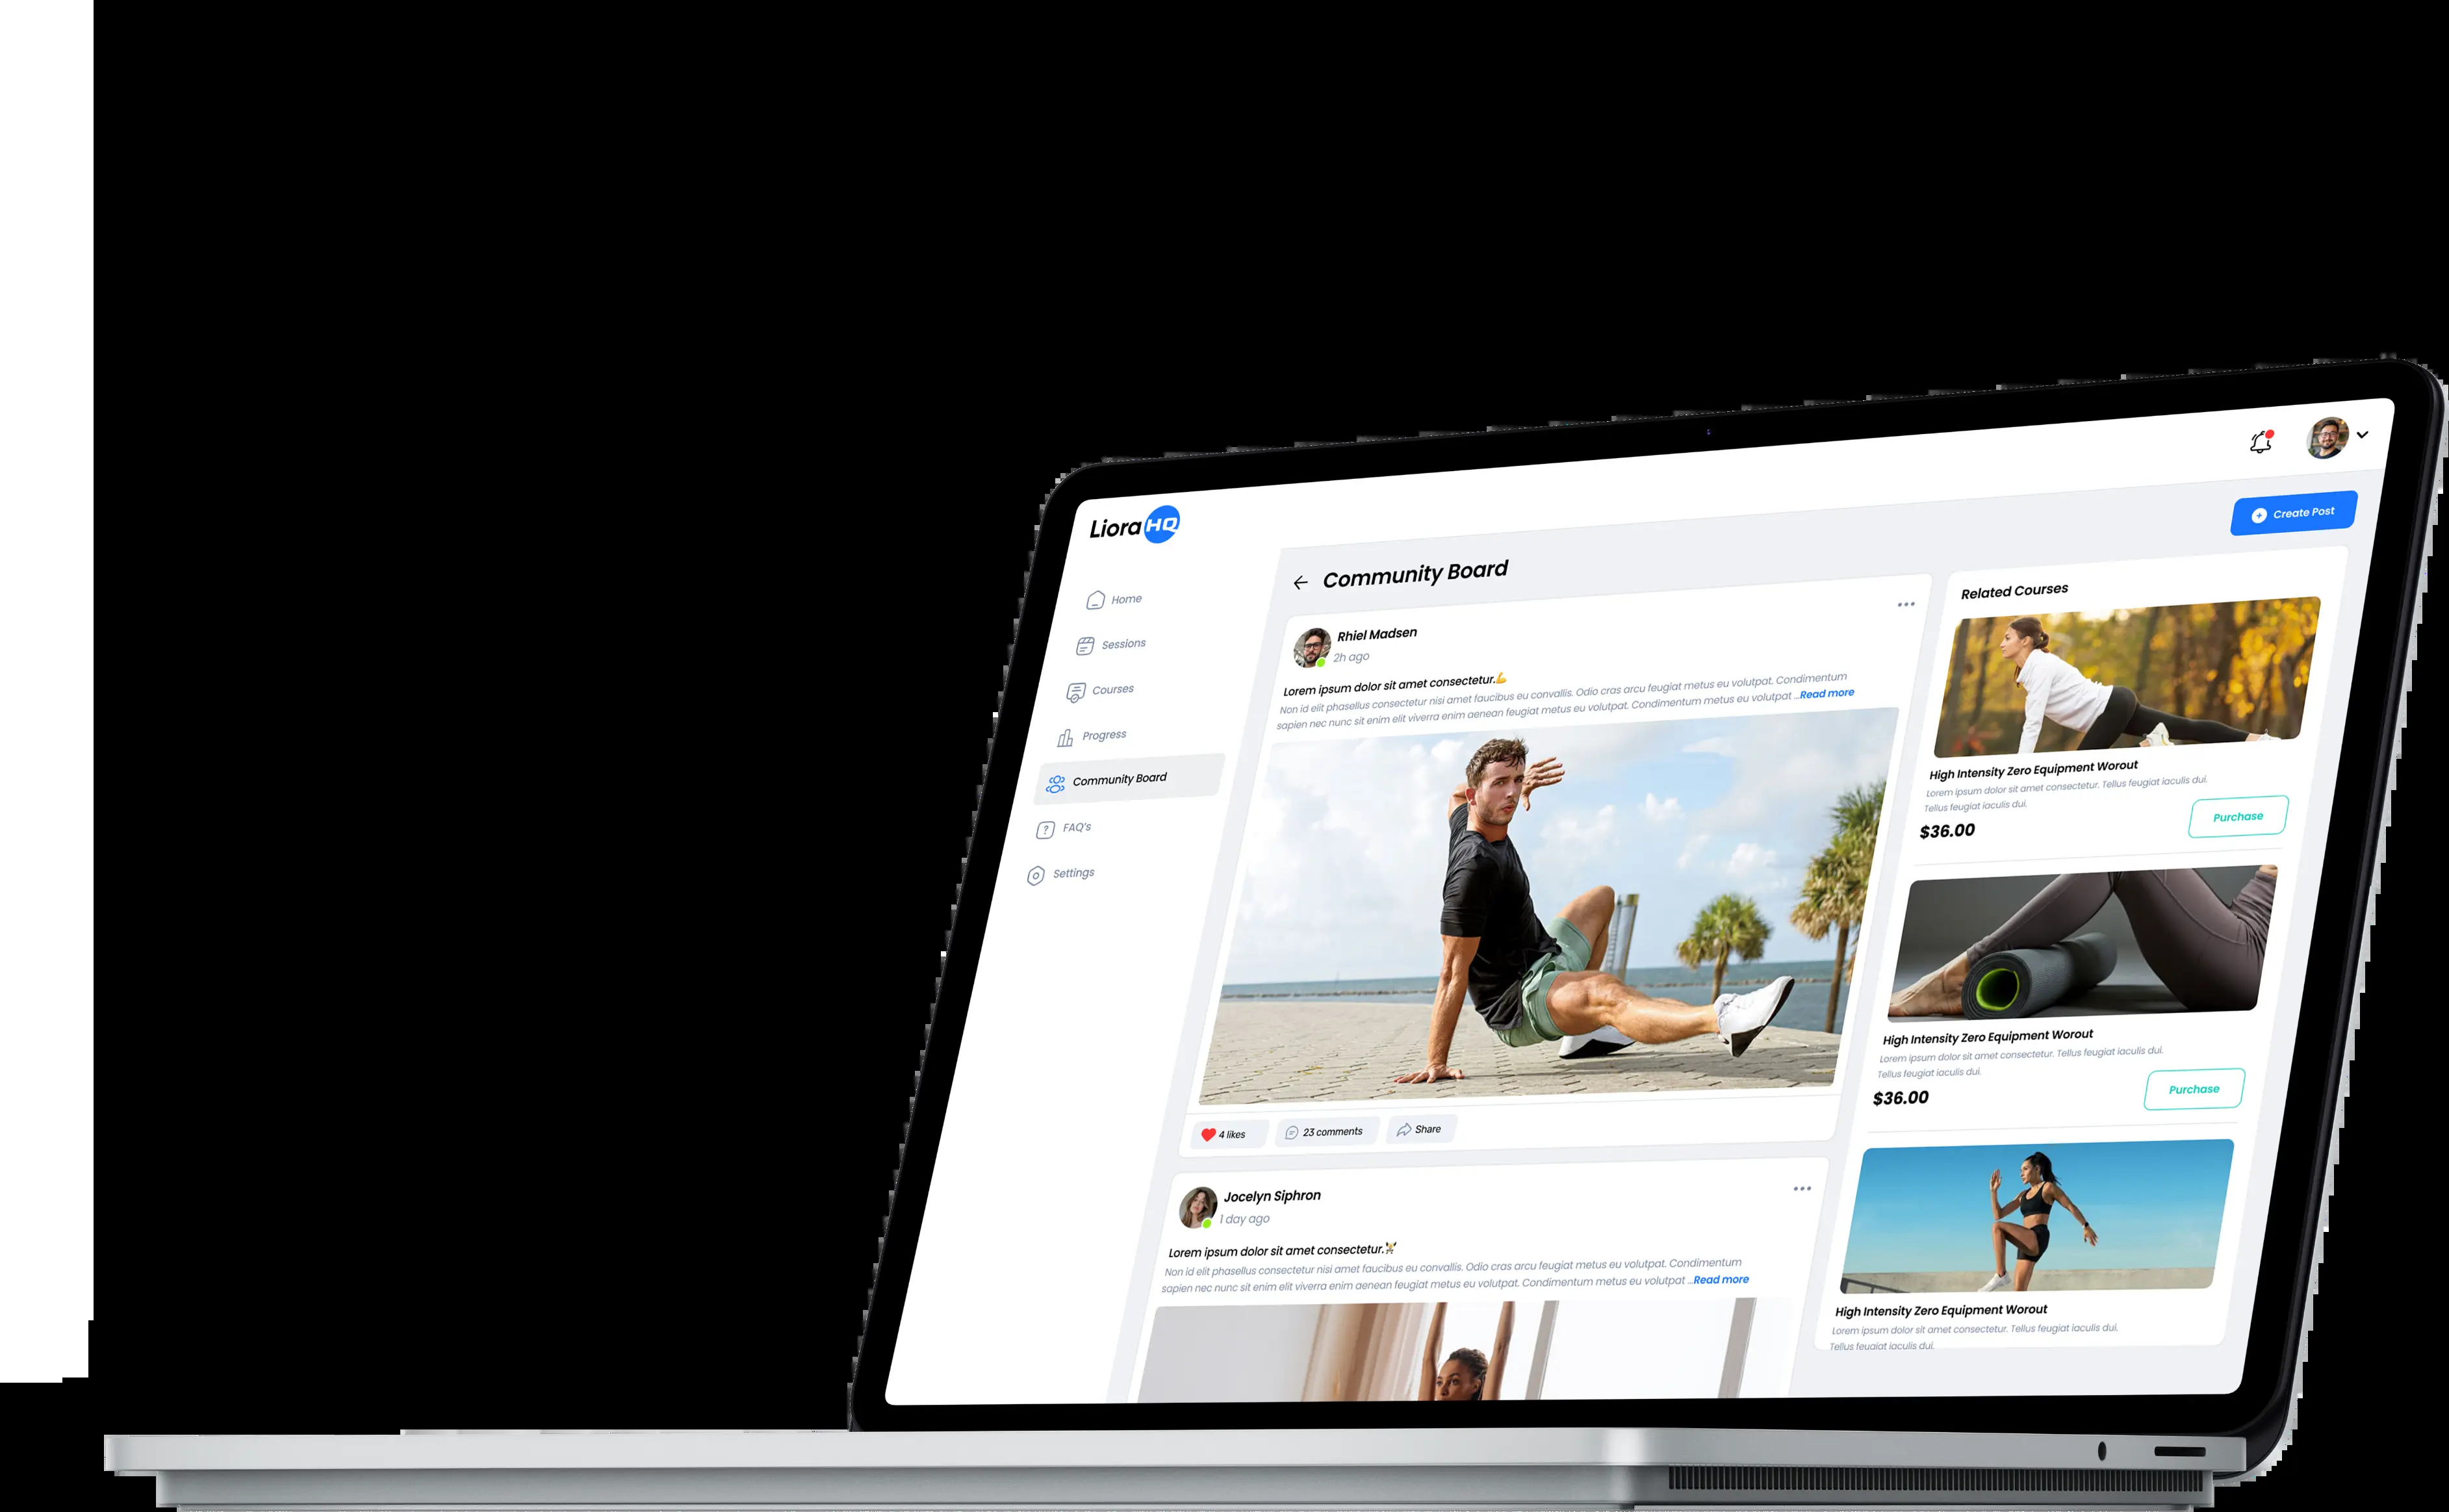 Liora HQ
Home
Sessions
Courses
Progress
Community Board
FAQ's
Settings
Community Board
Create Post
Rhiel Madsen
2h ago
Lorem ipsum dolor sit amet consectetur.💪
Non id elit phasellus consectetur nisi amet faucibus eu convallis. Odio cras arcu feugiat metus eu volutpat. Condimentum
sapien nec nunc sit enim elit viverra enim aenean feugiat metus eu volutpat. Condimentum metus eu volutpat ...Read more
4 likes
23 comments
Share
Jocelyn Siphron
1 day ago
Lorem ipsum dolor sit amet consectetur.🏋
Non id elit phasellus consectetur nisi amet faucibus eu convallis. Odio cras arcu feugiat metus eu volutpat. Condimentum
sapien nec nunc sit enim elit viverra enim aenean feugiat metus eu volutpat. Condimentum metus eu volutpat ...Read more
Related Courses
High Intensity Zero Equipment Worout
Lorem ipsum dolor sit amet consectetur. Tellus feugiat iaculis dui.
Tellus feugiat iaculis dui.
$36.00
Purchase
High Intensity Zero Equipment Worout
Lorem ipsum dolor sit amet consectetur. Tellus feugiat iaculis dui.
Tellus feugiat iaculis dui.
$36.00
Purchase
High Intensity Zero Equipment Worout
Lorem ipsum dolor sit amet consectetur. Tellus feugiat iaculis dui.
Tellus feugiat iaculis dui.